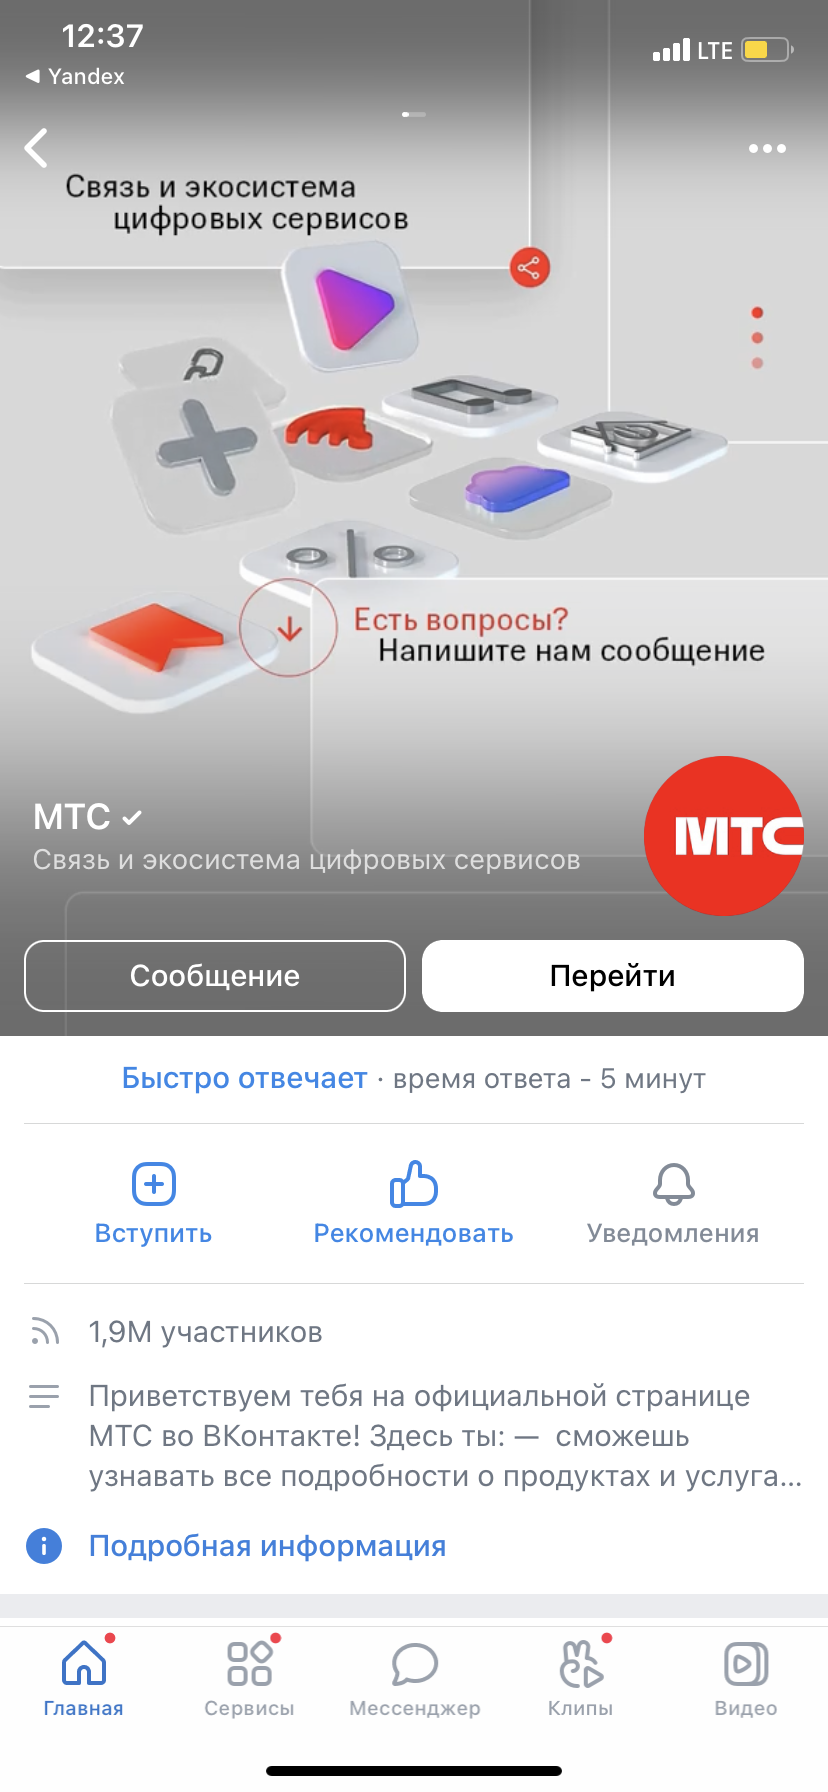 12:37
LTE
Yandex
Связь и экосистема
цифровых сервисов
Есть вопросы?
Напишите нам сообщение
МТС
Связь и экосистема цифровых сервисов
МТС
Сообщение
Перейти
Быстро отвечает · время ответа - 5 минут
Вступить
Рекомендовать
Уведомления
1,9М участников
Приветствуем тебя на официальной странице
МТС во ВКонтакте! Здесь ты: — сможешь
узнавать все подробности о продуктах и услуга...
Подробная информация
Главная
Сервисы
Мессенджер
Клипы
Видео